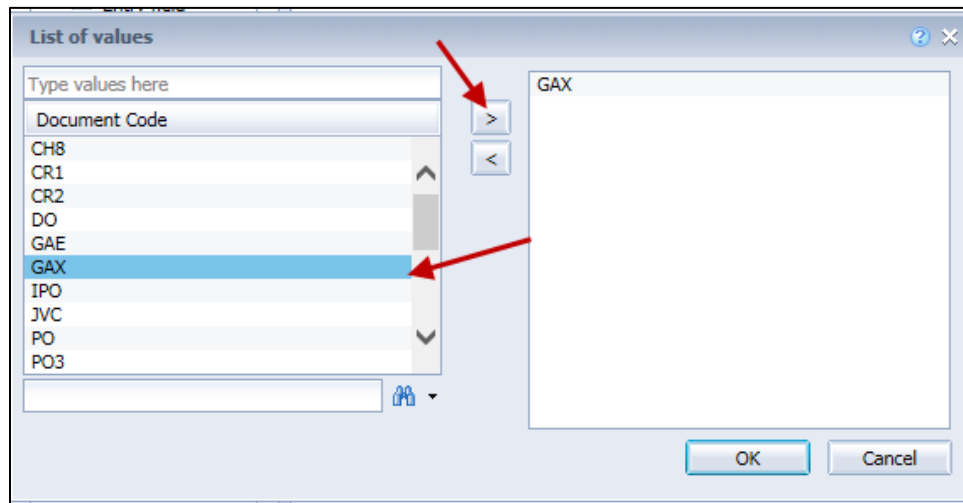 List of values
Type values here
Document Code
CH8
CR1
CR2
DO
GAE
GAX
IPO
JVC
PO
PO3
>
<
GAX
OK
Cancel